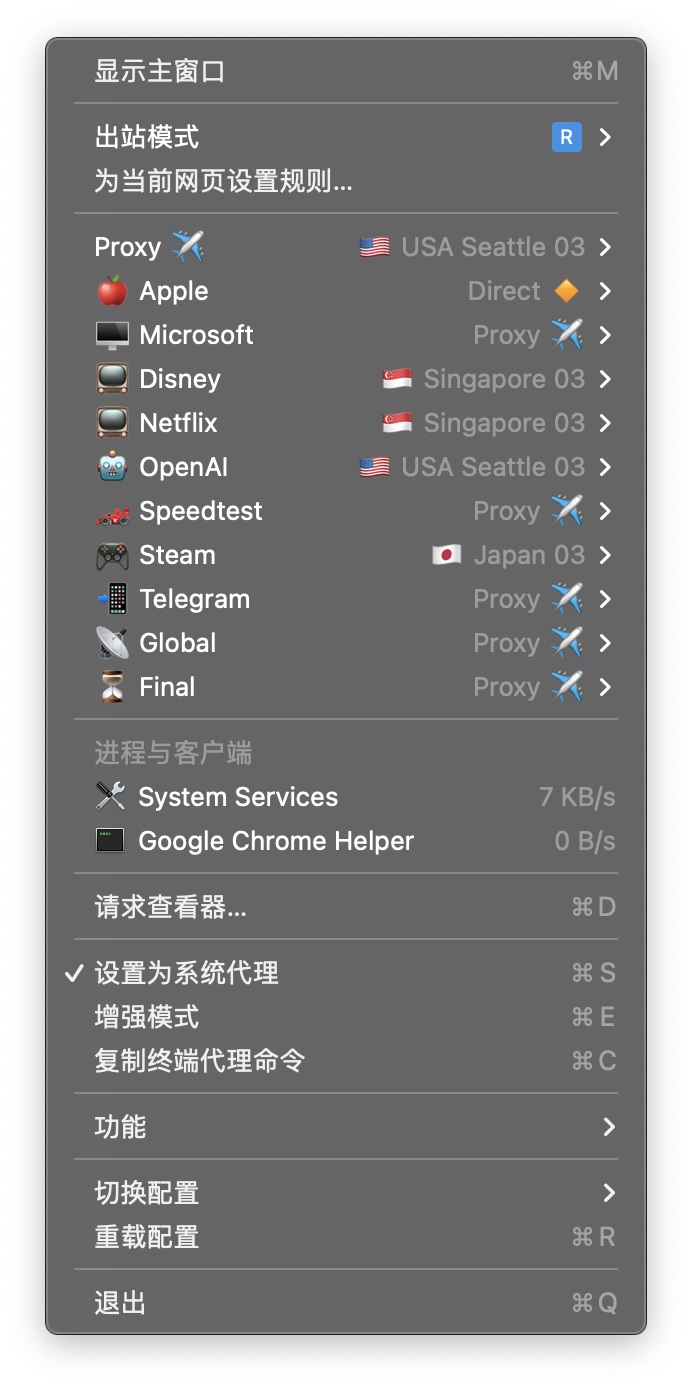 显示主窗口 ⌘M
出站模式 R
为当前网页设置规则...
Proxy ✈️ 🇺🇸 USA Seattle 03
🍎 Apple Direct 🔶
🖥️ Microsoft Proxy ✈️
📺 Disney 🇸🇬 Singapore 03
📺 Netflix 🇸🇬 Singapore 03
🤖 OpenAI 🇺🇸 USA Seattle 03
🏎️ Speedtest Proxy ✈️
🎮 Steam 🇯🇵 Japan 03
📲 Telegram Proxy ✈️
📡 Global Proxy ✈️
⏳ Final Proxy ✈️
进程与客户端
System Services 7 KB/s
Google Chrome Helper 0 B/s
请求查看器... ⌘D
✓ 设置为系统代理 ⌘S
增强模式 ⌘E
复制终端代理命令 ⌘C
功能
切换配置
重载配置 ⌘R
退出 ⌘Q